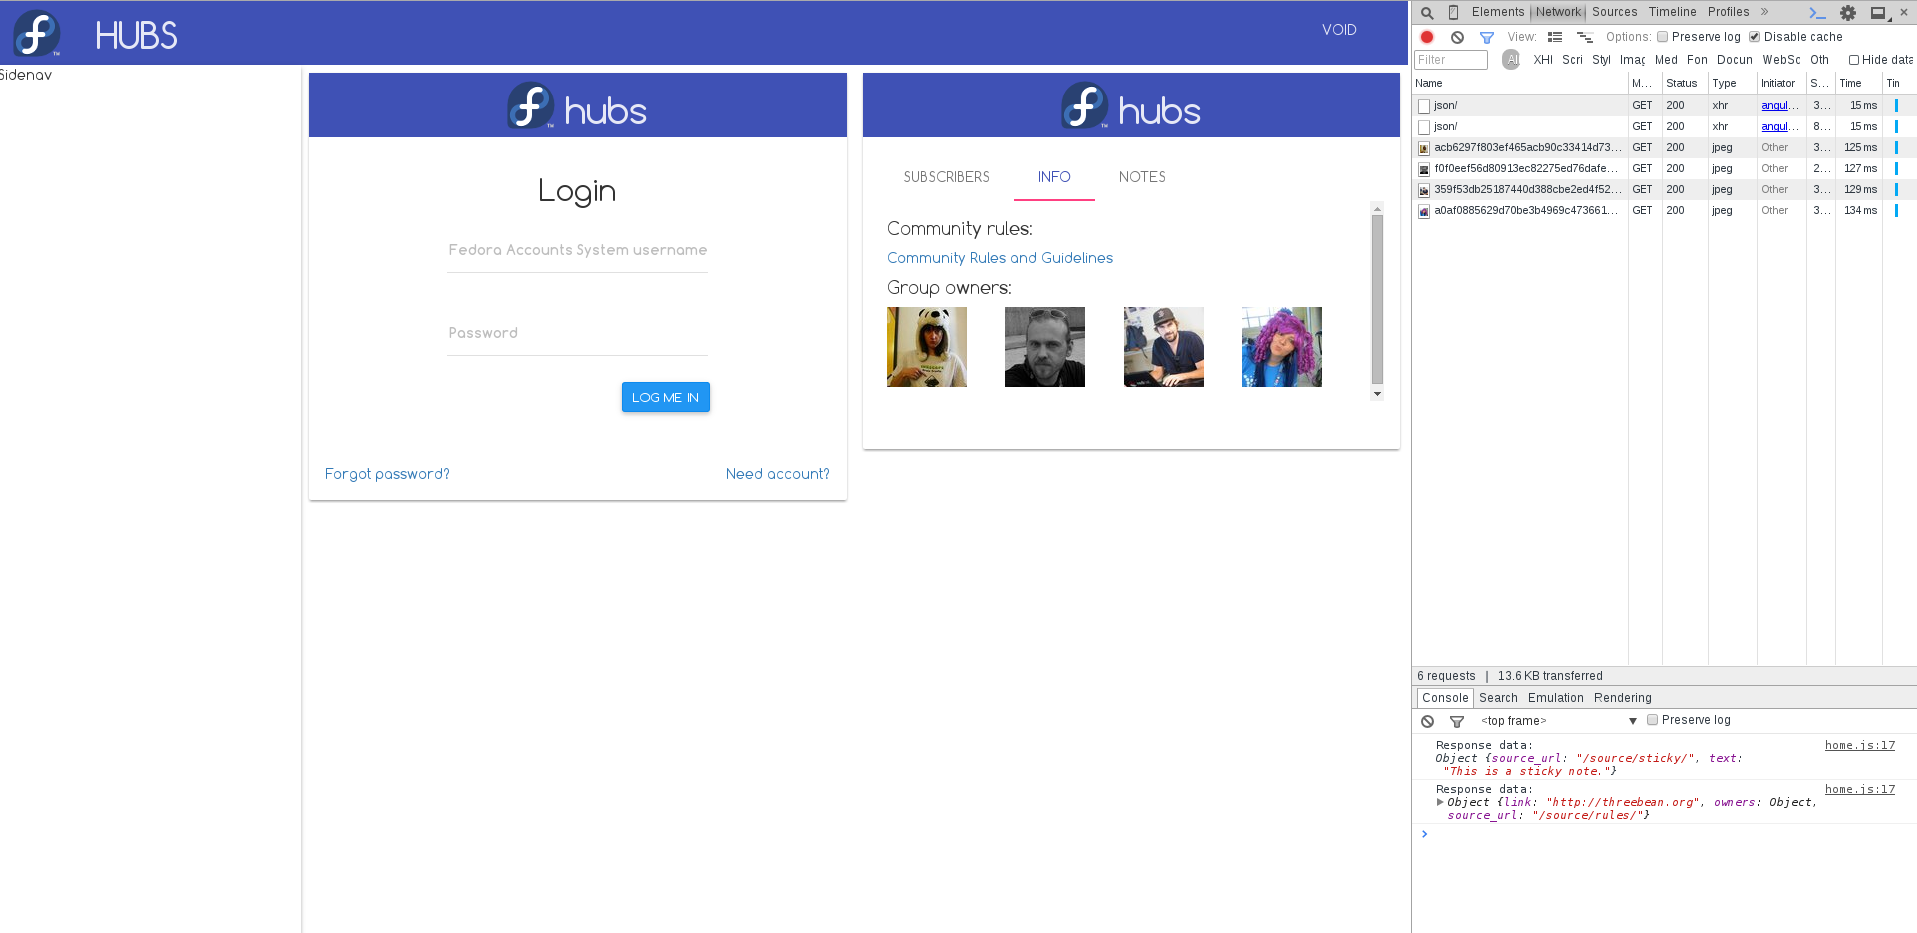 HUBS
VOID
Sidenav
hubs
Login
Fedora Accounts System username
Password
LOG ME IN
Forgot password?
Need account?
hubs
SUBSCRIBERS
INFO
NOTES
Community rules:
Community Rules and Guidelines
Group owners:
Elements Network Sources Timeline Profiles »
View: Options: Preserve log Disable cache
Filter All XHI Scri Styl Imag Med Fon Docun WebSc Oth Hide data
Name M... Status Type Initiator S... Time Tin
json/ GET 200 xhr angul... 3... 15 ms
json/ GET 200 xhr angul... 8... 15 ms
acb6297f803ef465acb90c33414d73... GET 200 jpeg Other 3... 125 ms
f0f0eef56d80913ec82275ed76dafe... GET 200 jpeg Other 2... 127 ms
359f53db25187440d388cbe2ed4f52... GET 200 jpeg Other 3... 129 ms
a0af0885629d70be3b4969c473661... GET 200 jpeg Other 3... 134 ms
6 requests | 13.6 KB transferred
Console Search Emulation Rendering
<top frame> Preserve log
Response data: home.js:17
Object {source_url: "/source/sticky/", text:
"This is a sticky note."}
Response data: home.js:17
Object {link: "http://threebean.org", owners: Object,
source_url: "/source/rules/"}